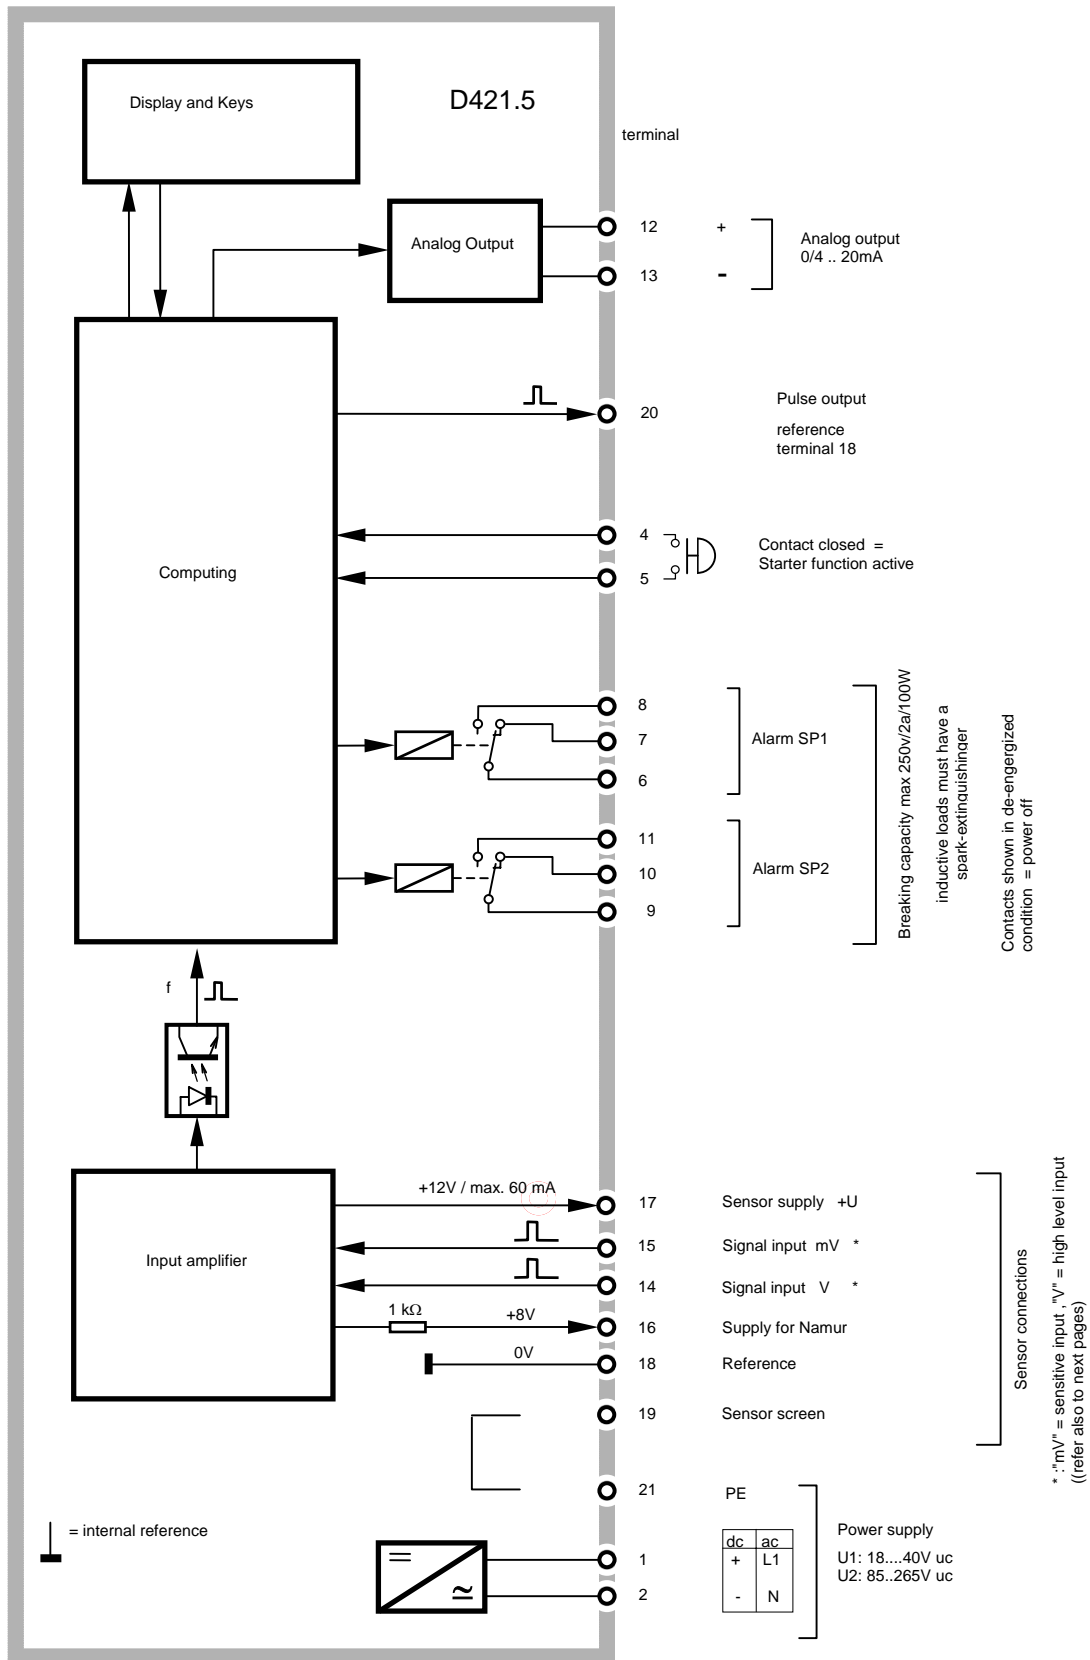 Display and Keys
D421.5
terminal
Analog Output
12 +
13 -
Analog output
0/4 .. 20mA
20
Pulse output
reference
terminal 18
Computing
4
5
Contact closed =
Starter function active
8
7
6
Alarm SP1
11
10
9
Alarm SP2
Breaking capacity max 250v/2a/100W
inductive loads must have a
spark-extinguishinger
Contacts shown in de-engergized
condition = power off
f
Input amplifier
+12V / max. 60 mA
17 Sensor supply +U
15 Signal input mV *
14 Signal input V *
1 kΩ
+8V
16 Supply for Namur
0V
18 Reference
19 Sensor screen
Sensor connections
* :"mV" = sensitive input ,"V" = high level input
((refer also to next pages)
21 PE
= internal reference
1
2
dc ac
+ L1
- N
Power supply
U1: 18....40V uc
U2: 85..265V uc